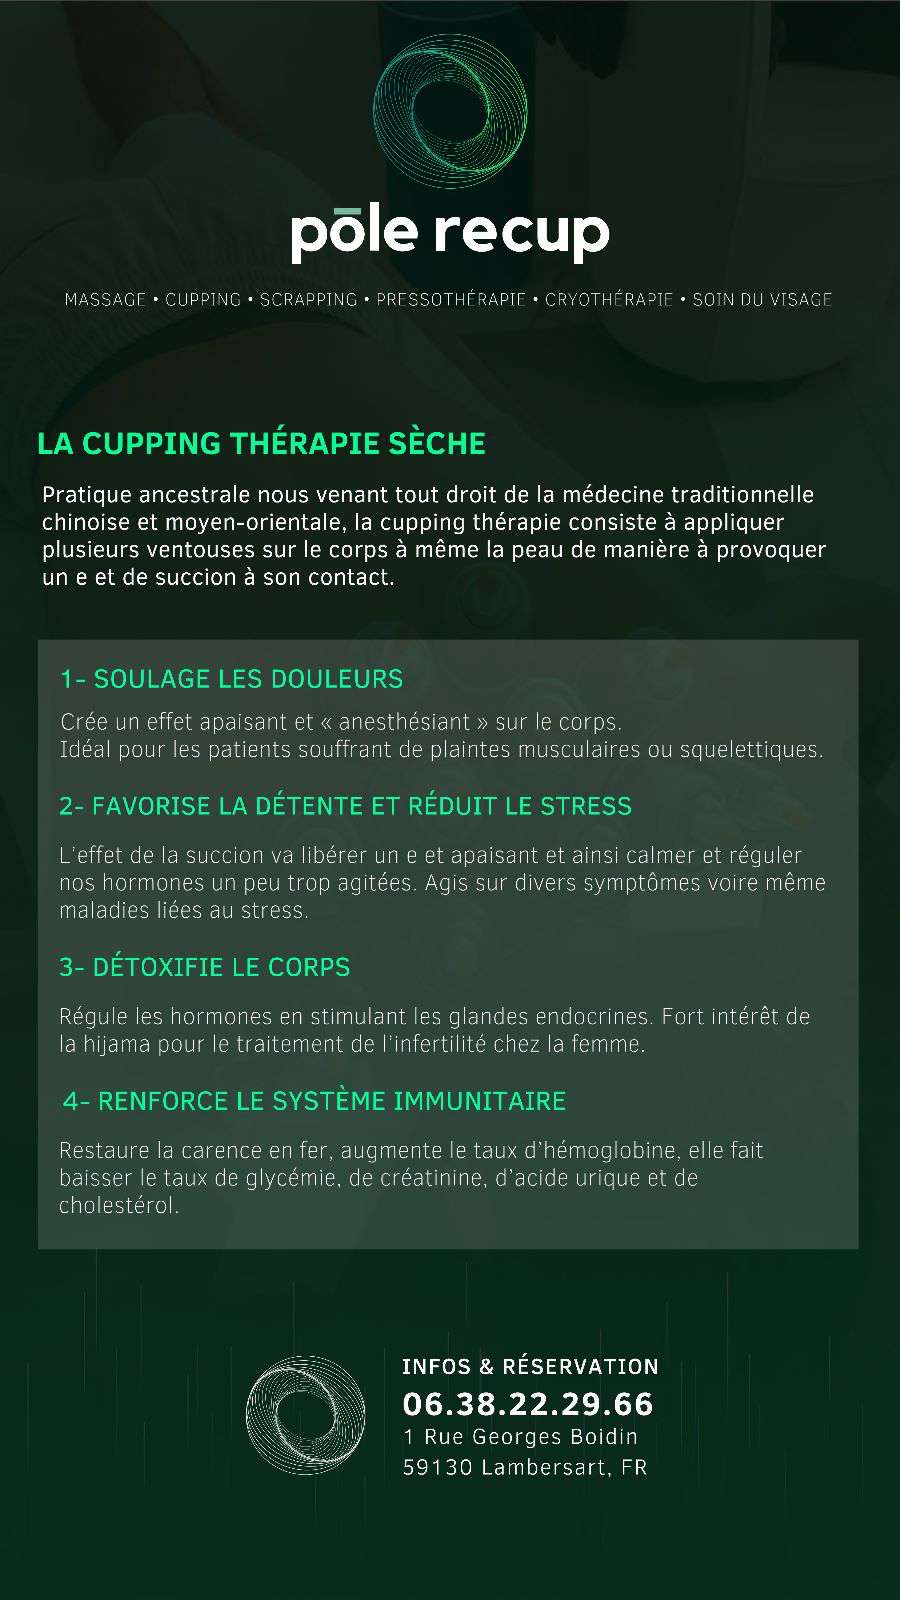 pōle recup
MASSAGE • CUPPING • SCRAPPING • PRESSOTHÉRAPIE • CRYOTHÉRAPIE • SOIN DU VISAGE
LA CUPPING THÉRAPIE SÈCHE
Pratique ancestrale nous venant tout droit de la médecine traditionnelle
chinoise et moyen-orientale, la cupping thérapie consiste à appliquer
plusieurs ventouses sur le corps à même la peau de manière à provoquer
un e et de succion à son contact.
1- SOULAGE LES DOULEURS
Crée un effet apaisant et « anesthésiant » sur le corps.
Idéal pour les patients souffrant de plaintes musculaires ou squelettiques.
2- FAVORISE LA DÉTENTE ET RÉDUIT LE STRESS
L'effet de la succion va libérer un e et apaisant et ainsi calmer et réguler
nos hormones un peu trop agitées. Agis sur divers symptômes voire même
maladies liées au stress.
3- DÉTOXIFIE LE CORPS
Régule les hormones en stimulant les glandes endocrines. Fort intérêt de
la hijama pour le traitement de l'infertilité chez la femme.
4- RENFORCE LE SYSTÈME IMMUNITAIRE
Restaure la carence en fer, augmente le taux d'hémoglobine, elle fait
baisser le taux de glycémie, de créatinine, d'acide urique et de
cholestérol.
INFOS & RÉSERVATION
06.38.22.29.66
1 Rue Georges Boidin
59130 Lambersart, FR